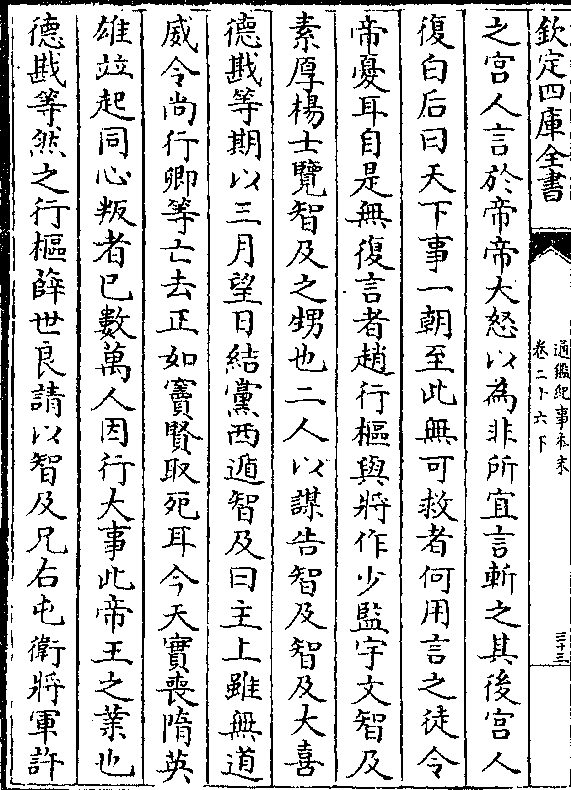 欽定四庫全書
通鑑紀事本末
卷二十六下
三十三
之宮人言於帝帝大怒以為非所宜言斬之其後宮人
復白后曰天下事一朝至此無可救者何用言之徒令
帝憂耳自是無復言者趙行樞與將作少監宇文智及
素厚楊士覽智及之甥也二人以謀告智及智及大喜
德戡等期以三月望日結黨西遁智及曰主上雖無道
威令尚行卿等亡去正如竇賢取死耳今天實喪隋英
雄竝起同心叛者已數萬人因行大事此帝王之業也
德戡等然之行樞薛世良請以智及兄右屯衛將軍許